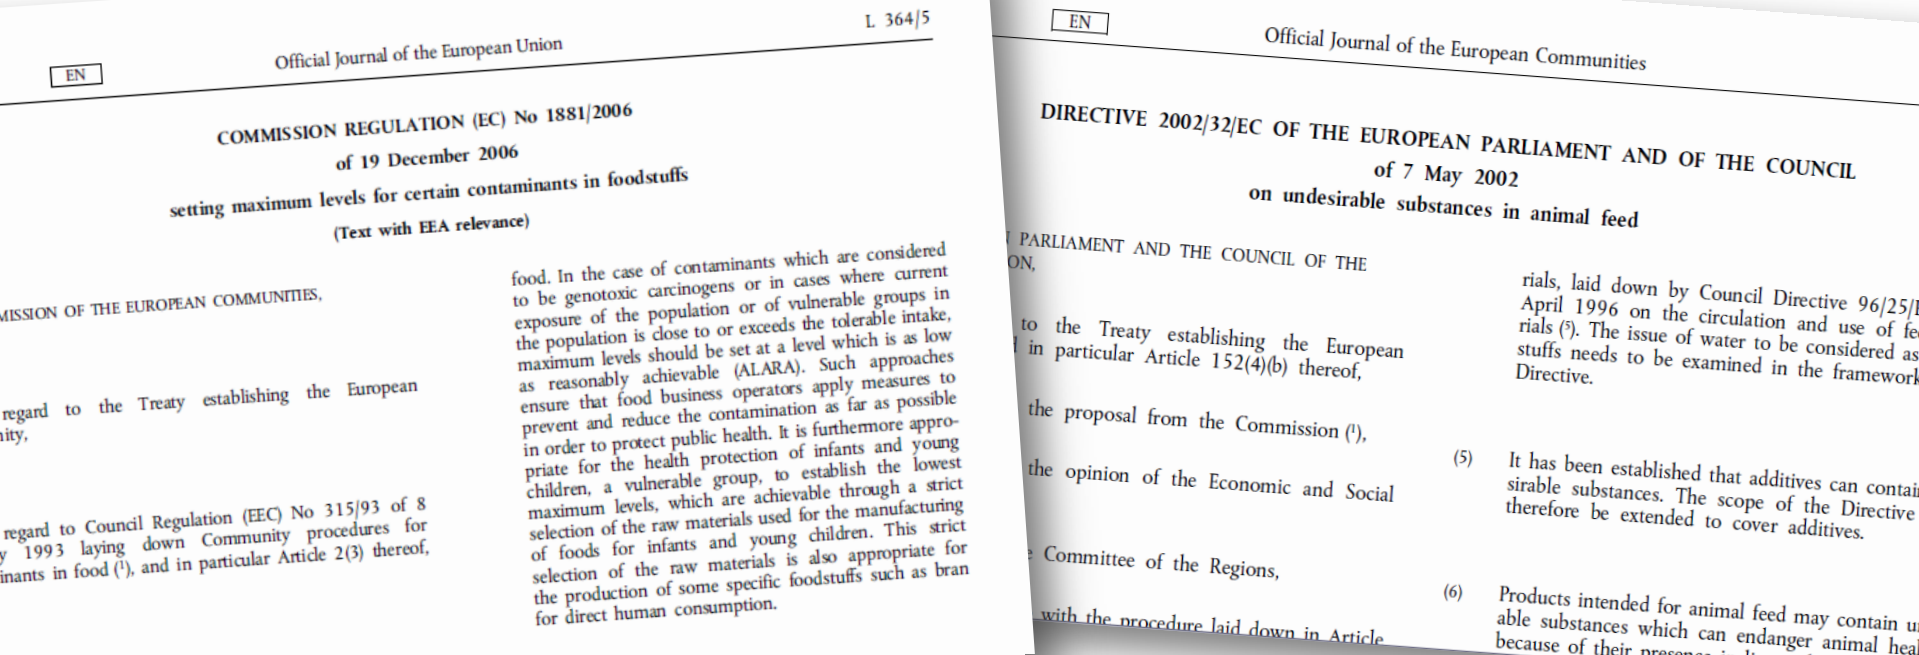 L 364/5
EN
Official Journal of the European Union
COMMISSION REGULATION (EC) No 1881/2006
of 19 December 2006
setting maximum levels for certain contaminants in foodstuffs
(Text with EEA relevance)
MISSION OF THE EUROPEAN COMMUNITIES,
regard to the Treaty establishing the European
nity,
regard to Council Regulation (EEC) No 315/93 of 8
y 1993 laying down Community procedures for
inants in food (¹), and in particular Article 2(3) thereof,
food. In the case of contaminants which are considered
to be genotoxic carcinogens or in cases where current
exposure of the population or of vulnerable groups in
the population is close to or exceeds the tolerable intake,
maximum levels should be set at a level which is as low
as reasonably achievable (ALARA). Such approaches
ensure that food business operators apply measures to
prevent and reduce the contamination as far as possible
in order to protect public health. It is furthermore appro-
priate for the health protection of infants and young
children, a vulnerable group, to establish the lowest
maximum levels, which are achievable through a strict
selection of the raw materials used for the manufacturing
of foods for infants and young children. This strict
selection of the raw materials is also appropriate for
the production of some specific foodstuffs such as bran
for direct human consumption.
EN
Official Journal of the European Communities
DIRECTIVE 2002/32/EC OF THE EUROPEAN PARLIAMENT AND OF THE COUNCIL
of 7 May 2002
on undesirable substances in animal feed
PARLIAMENT AND THE COUNCIL OF THE
ON,
to the Treaty establishing the European
in particular Article 152(4)(b) thereof,
the proposal from the Commission (¹),
the opinion of the Economic and Social
Committee of the Regions,
with the procedure laid down in Article
rials, laid down by Council Directive 96/25/
April 1996 on the circulation and use of fe
rials (⁵). The issue of water to be considered as
stuffs needs to be examined in the framework
Directive.
(5) It has been established that additives can contai
sirable substances. The scope of the Directive
therefore be extended to cover additives.
(6) Products intended for animal feed may contain u
able substances which can endanger animal hea
because of their